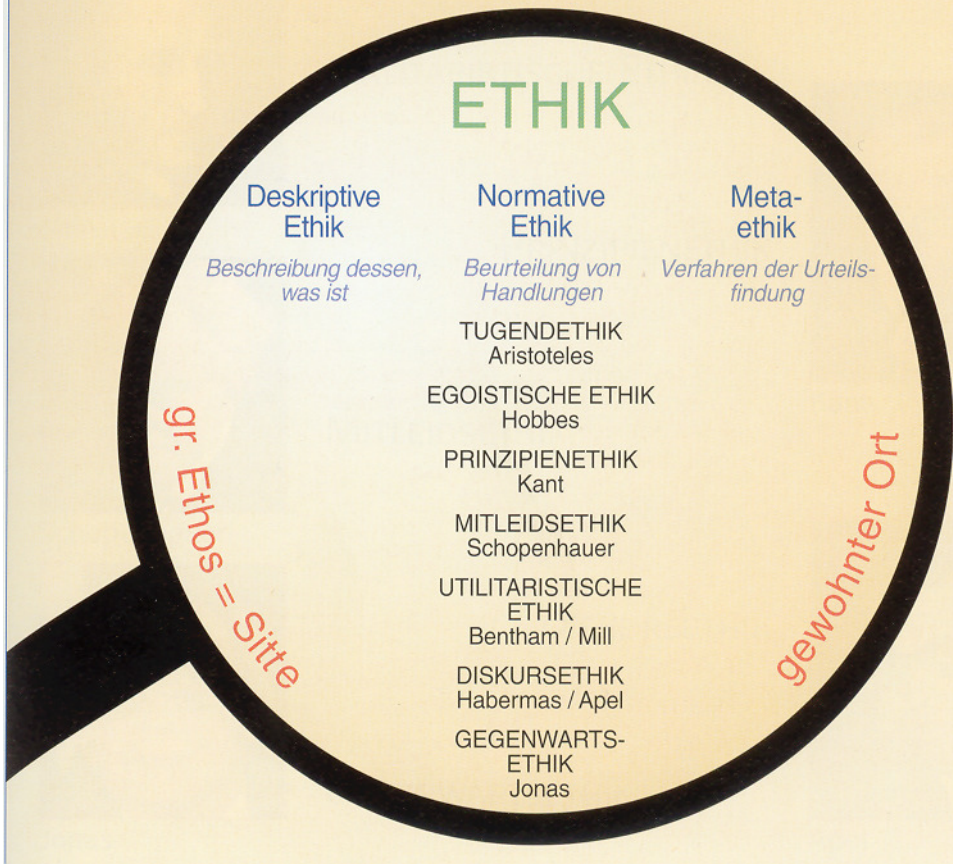 ETHIK
Deskriptive
Ethik
Beschreibung dessen,
was ist
Normative
Ethik
Beurteilung von
Handlungen
Meta-
ethik
Verfahren der Urteils-
findung
TUGENDETHIK
Aristoteles
EGOISTISCHE ETHIK
Hobbes
PRINZIPIENETHIK
Kant
MITLEIDSETHIK
Schopenhauer
UTILITARISTISCHE
ETHIK
Bentham / Mill
DISKURSETHIK
Habermas / Apel
GEGENWARTS-
ETHIK
Jonas
gr. Ethos = Sitte
gewohnter Ort